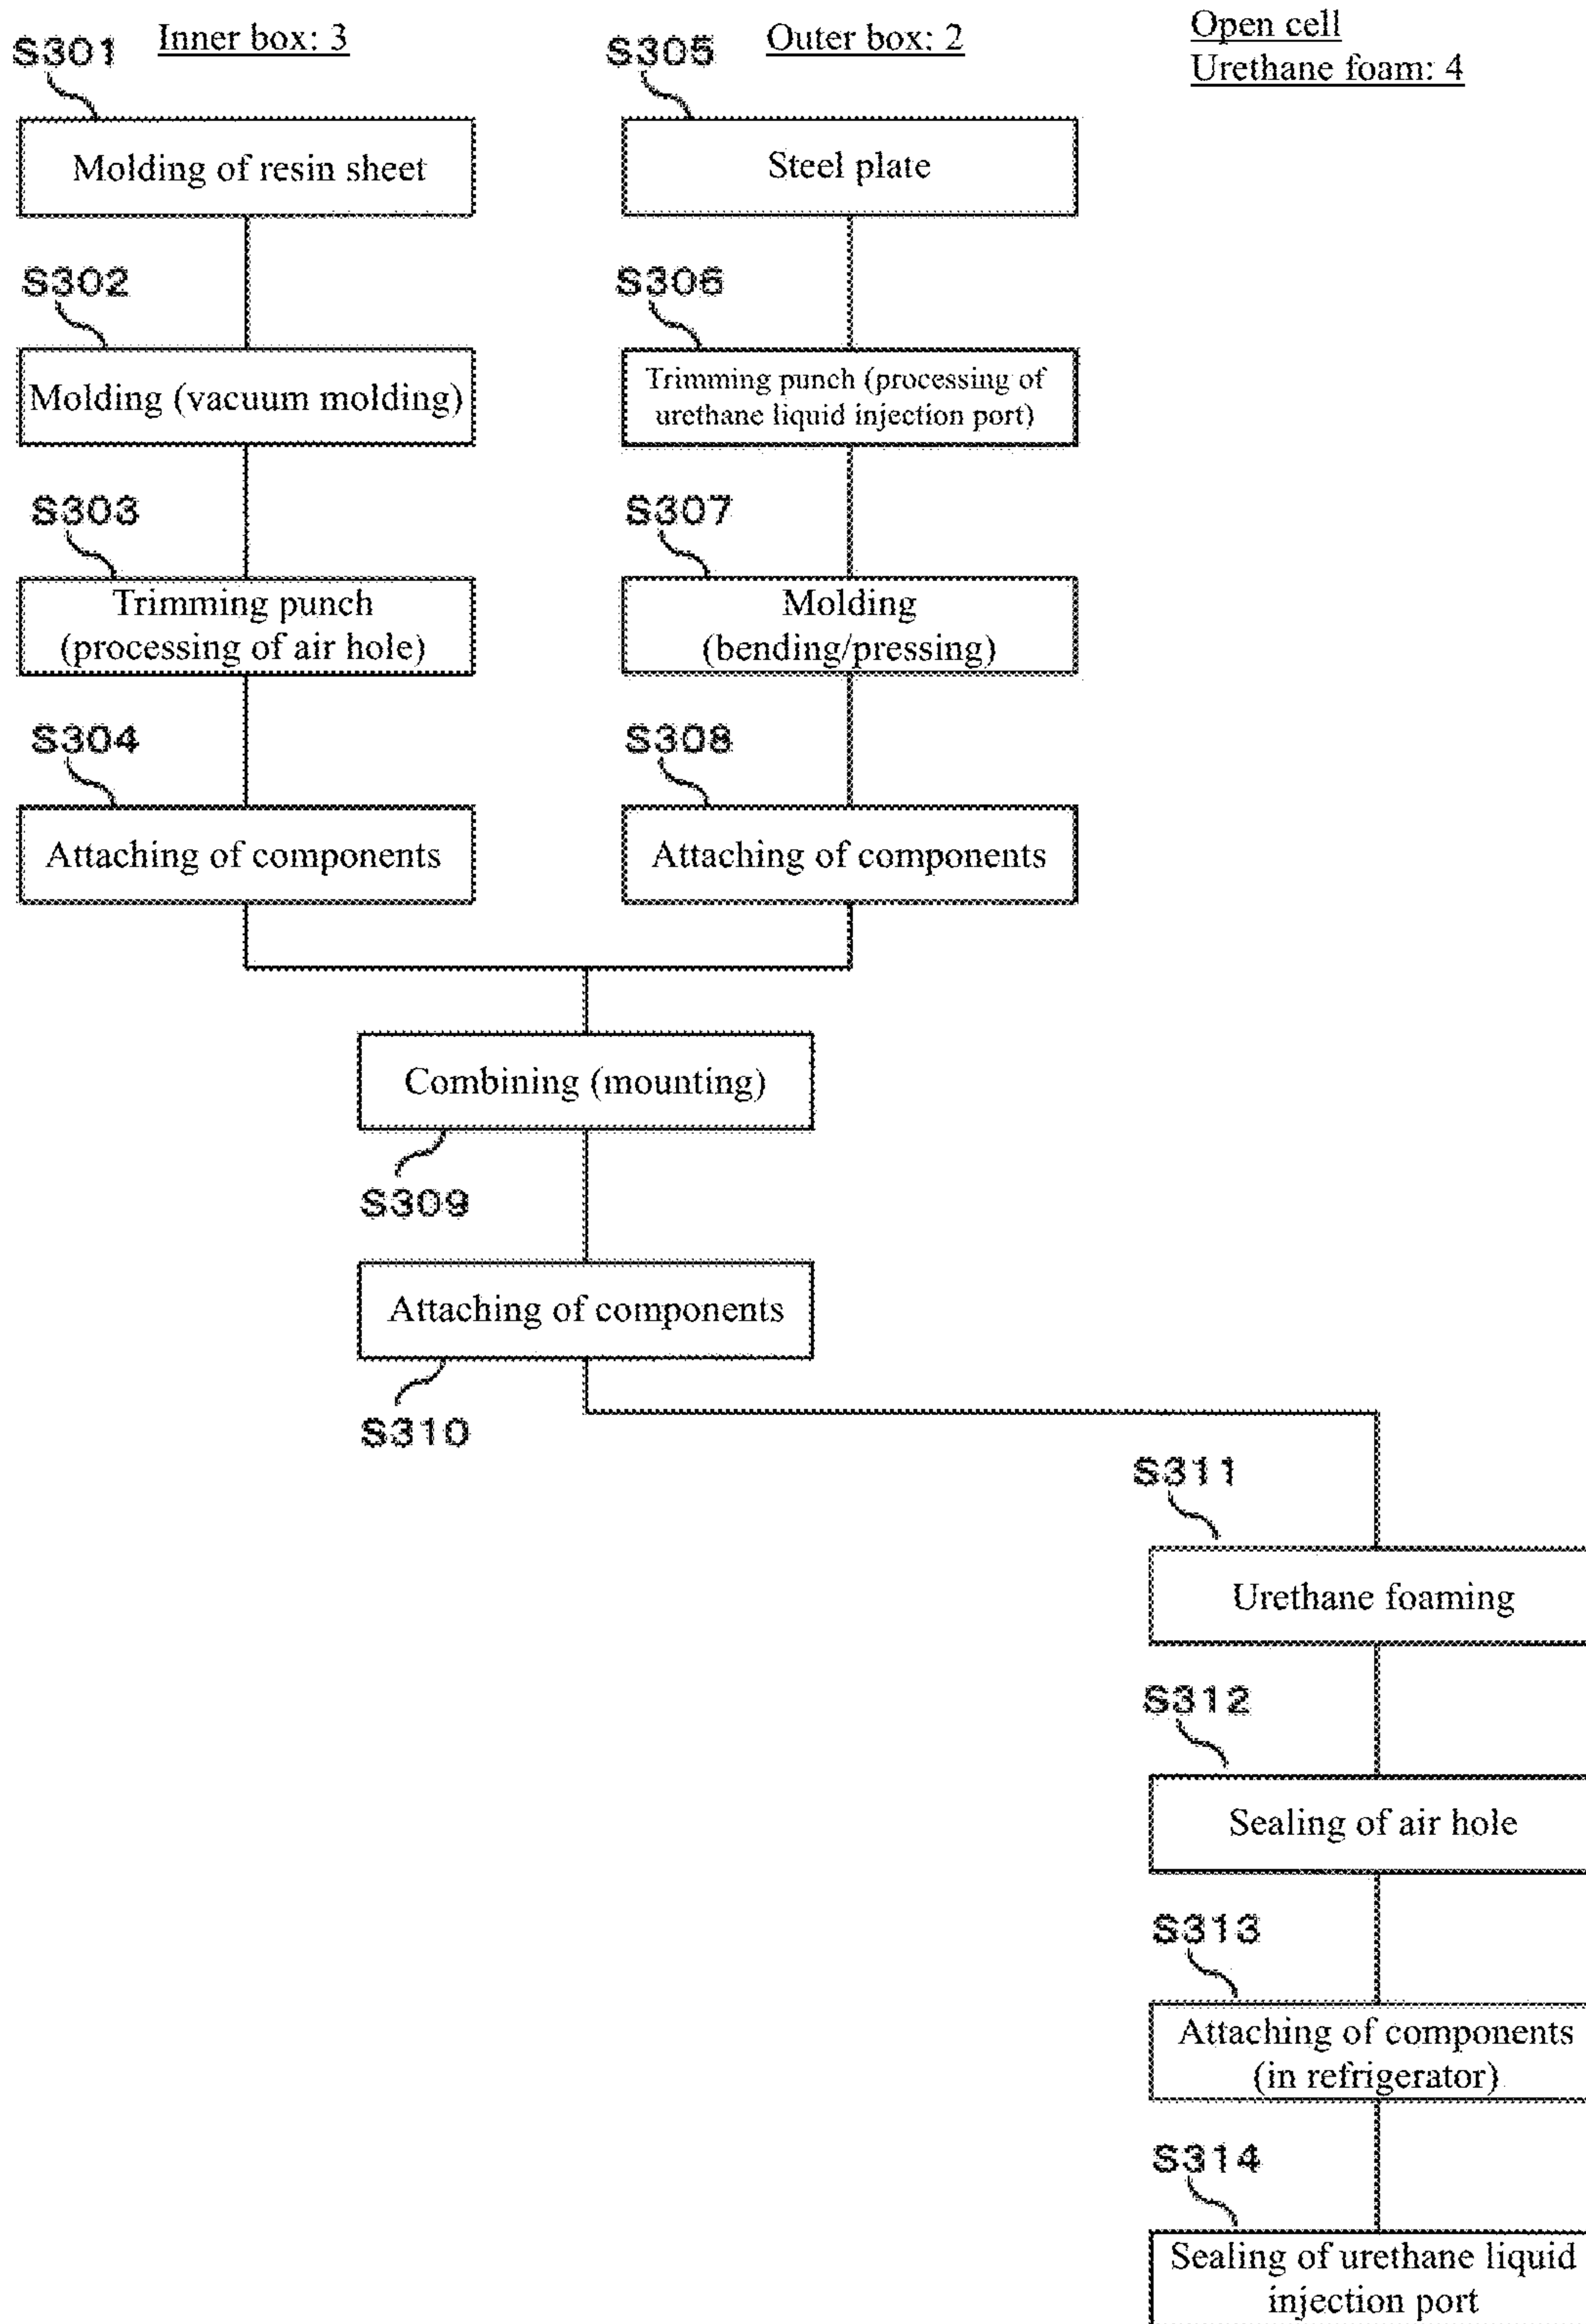 Inner box: 3
Outer box: 2
Open cell
Urethane foam: 4
S301
Molding of resin sheet
S305
Steel plate
S302
Molding (vacuum molding)
S306
Trimming punch (processing of
urethane liquid injection port)
S303
Trimming punch
(processing of air hole)
S307
Molding
(bending/pressing)
S304
Attaching of components
S308
Attaching of components
Combining (mounting)
S309
Attaching of components
S310
S311
Urethane foaming
S312
Sealing of air hole
S313
Attaching of components
(in refrigerator)
S314
Sealing of urethane liquid
injection port